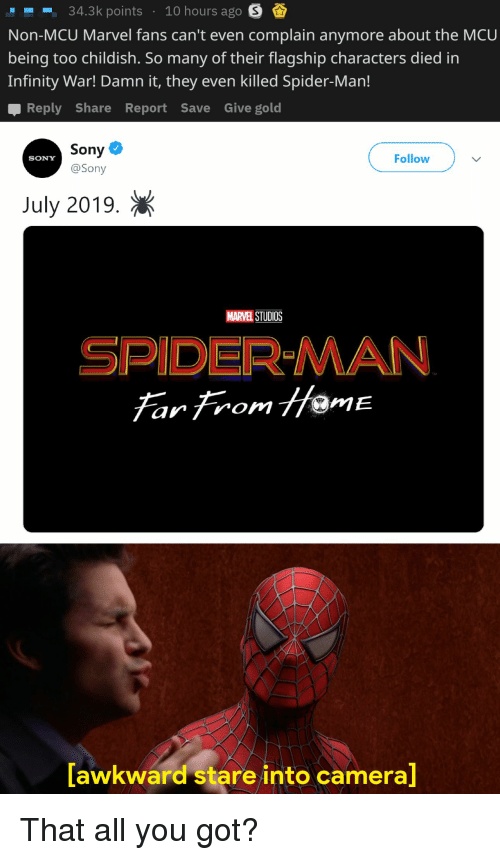 34.3k points · 10 hours ago S
Non-MCU Marvel fans can't even complain anymore about the MCU
being too childish. So many of their flagship characters died in
Infinity War! Damn it, they even killed Spider-Man!
Reply Share Report Save Give gold
SONY
Sony
@Sony
Follow
July 2019. 🕷
MARVEL STUDIOS
SPIDER-MAN
Far From HomE
[awkward stare into camera]
That all you got?